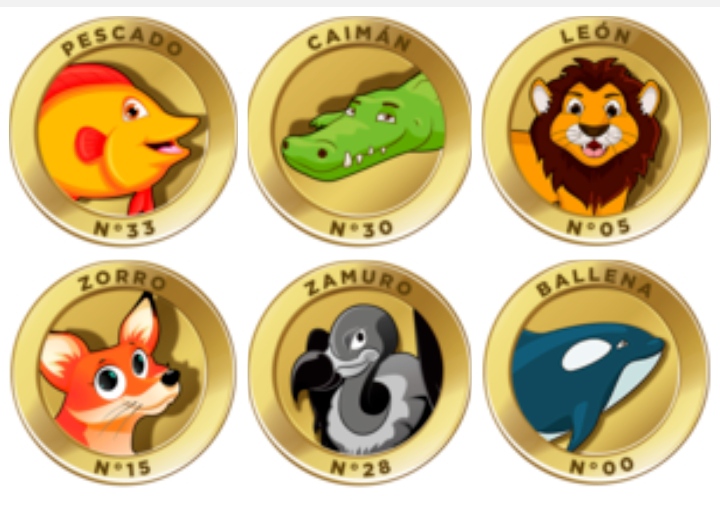 PESCADO
N°33
CAIMÁN
N°30
LEÓN
N°05
ZORRO
N°15
ZAMURO
N°28
BALLENA
N°00